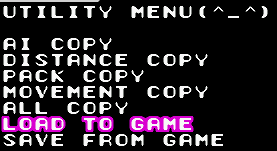 UTILITY MENU(^_^)
AI COPY
DISTANCE COPY
PACK COPY
MOVEMENT COPY
ALL COPY
LOAD TO GAME
SAVE FROM GAME